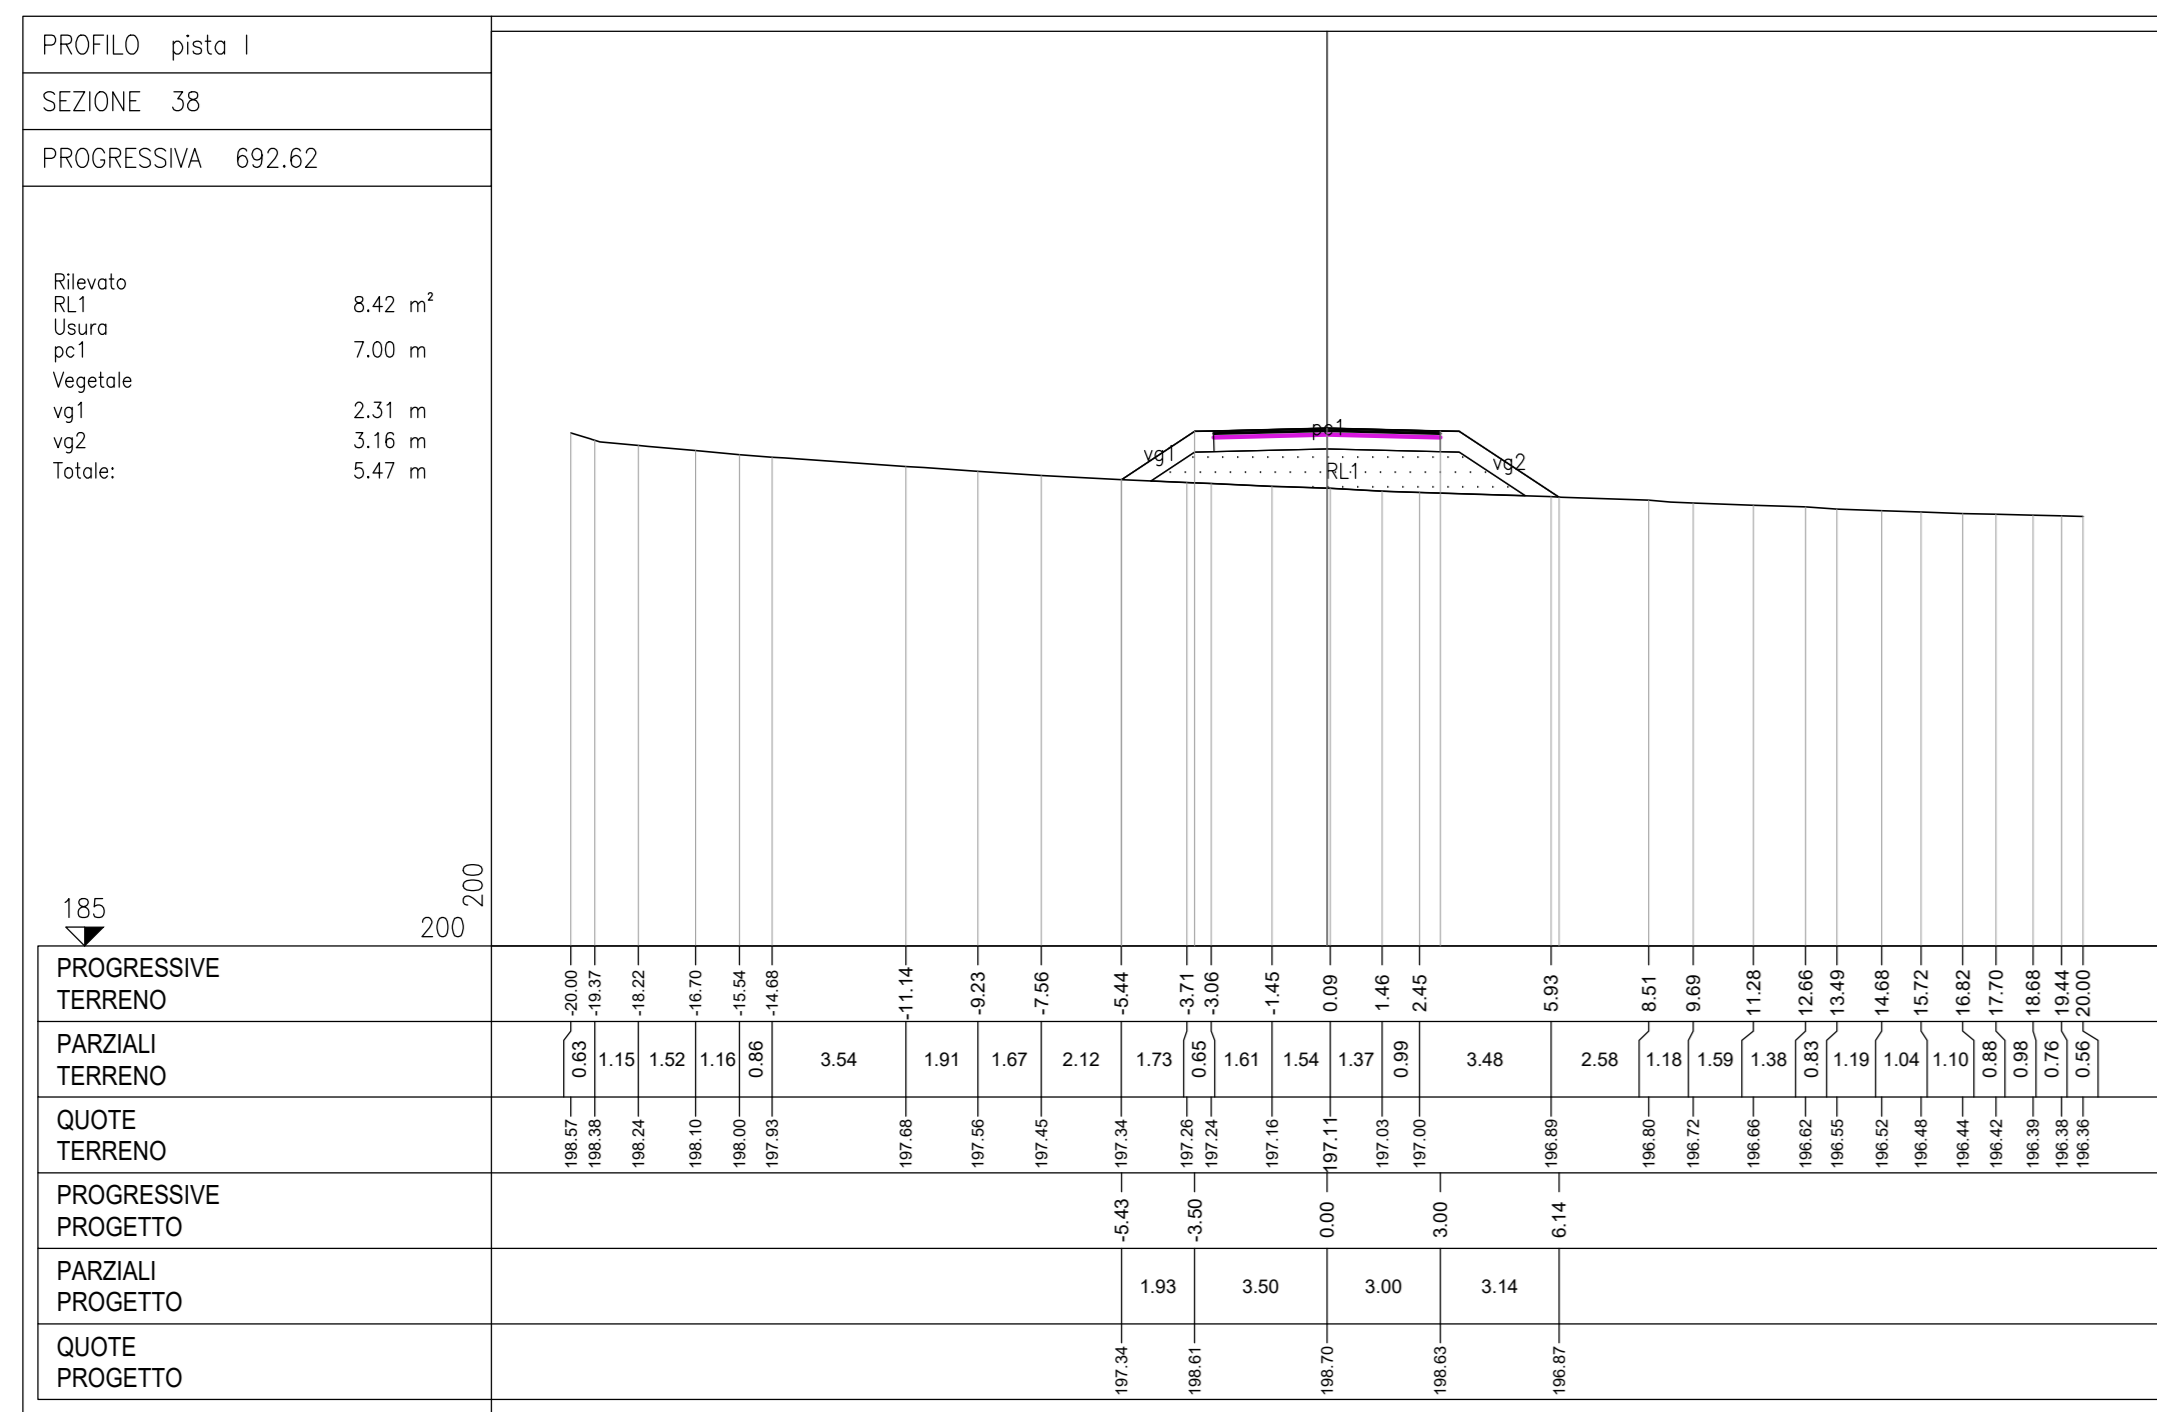 PROFILO pista I
SEZIONE 38
PROGRESSIVA 692.62
Rilevato
RL1 8.42 m²
Usura
pc1 7.00 m
Vegetale
vg1 2.31 m
vg2 3.16 m
Totale: 5.47 m
pc1
vg1
RL1
vg2
200
185
200
PROGRESSIVE
TERRENO
-20.00 -19.37 -18.22 -16.70 -15.54 -14.68 -11.14 -9.23 -7.56 -5.44 -3.71 -3.06 -1.45 0.09 1.46 2.45 5.93 8.51 9.69 11.28 12.66 13.49 14.68 15.72 16.82 17.70 18.68 19.44 20.00
PARZIALI
TERRENO
0.63 1.15 1.52 1.16 0.86 3.54 1.91 1.67 2.12 1.73 0.65 1.61 1.54 1.37 0.99 3.48 2.58 1.18 1.59 1.38 0.83 1.19 1.04 1.10 0.88 0.98 0.76 0.56
QUOTE
TERRENO
198.57 198.38 198.24 198.10 198.00 197.93 197.68 197.56 197.45 197.34 197.26 197.24 197.16 197.11 197.03 197.00 196.89 196.80 196.72 196.66 196.62 196.55 196.52 196.48 196.44 196.42 196.39 196.38 196.36
PROGRESSIVE
PROGETTO
-5.43 -3.50 0.00 3.00 6.14
PARZIALI
PROGETTO
1.93 3.50 3.00 3.14
QUOTE
PROGETTO
197.34 198.61 198.70 198.63 196.87